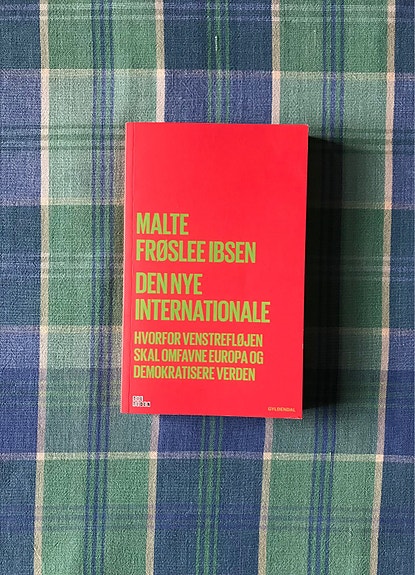 MALTE
FRØSLEE IBSEN
DEN NYE
INTERNATIONALE
HVORFOR VENSTREFLØJEN
SKAL OMFAVNE EUROPA OG
DEMOKRATISERE VERDEN
GYLDENDAL